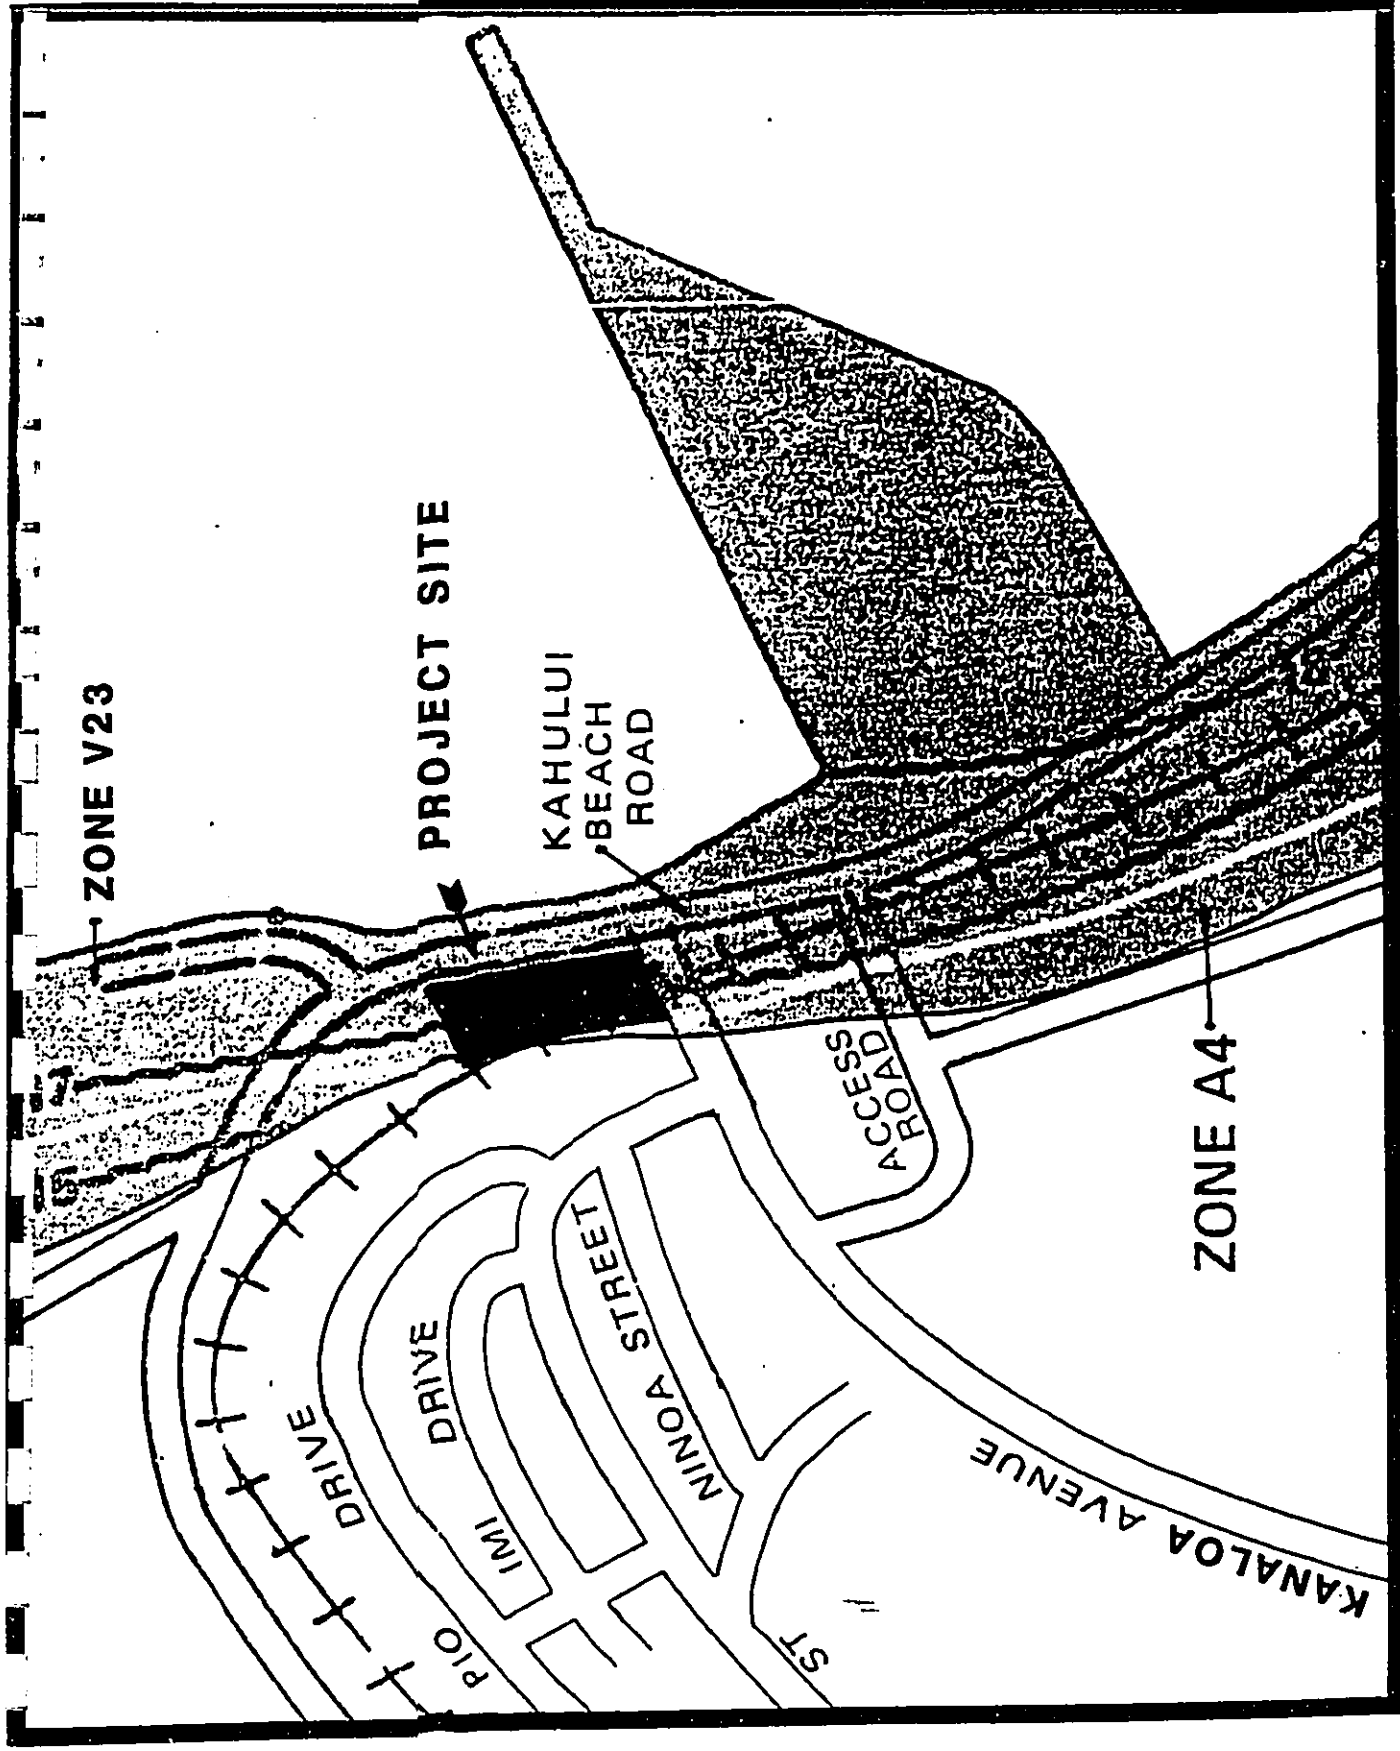 ZONE V23
PROJECT SITE
KAHULUI
BEACH
ROAD
ACCESS
ROAD
ZONE A4
PIO DRIVE
IMI DRIVE
NINOA STREET
ST
KANALOA AVENUE